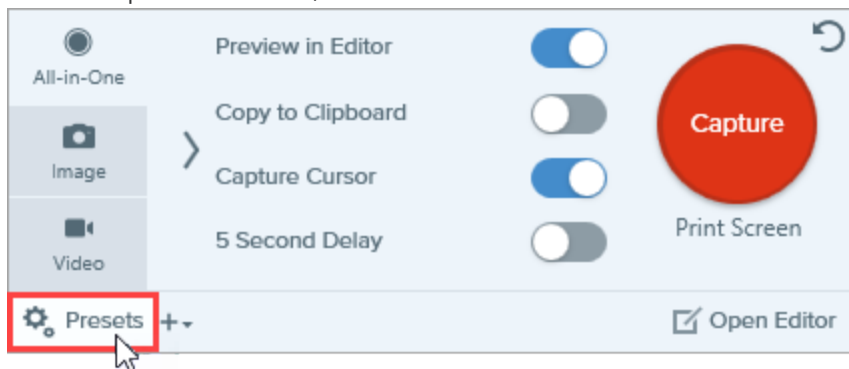 All-in-One
Image
Video
Preview in Editor
Copy to Clipboard
Capture Cursor
5 Second Delay
Capture
Print Screen
Presets
Open Editor